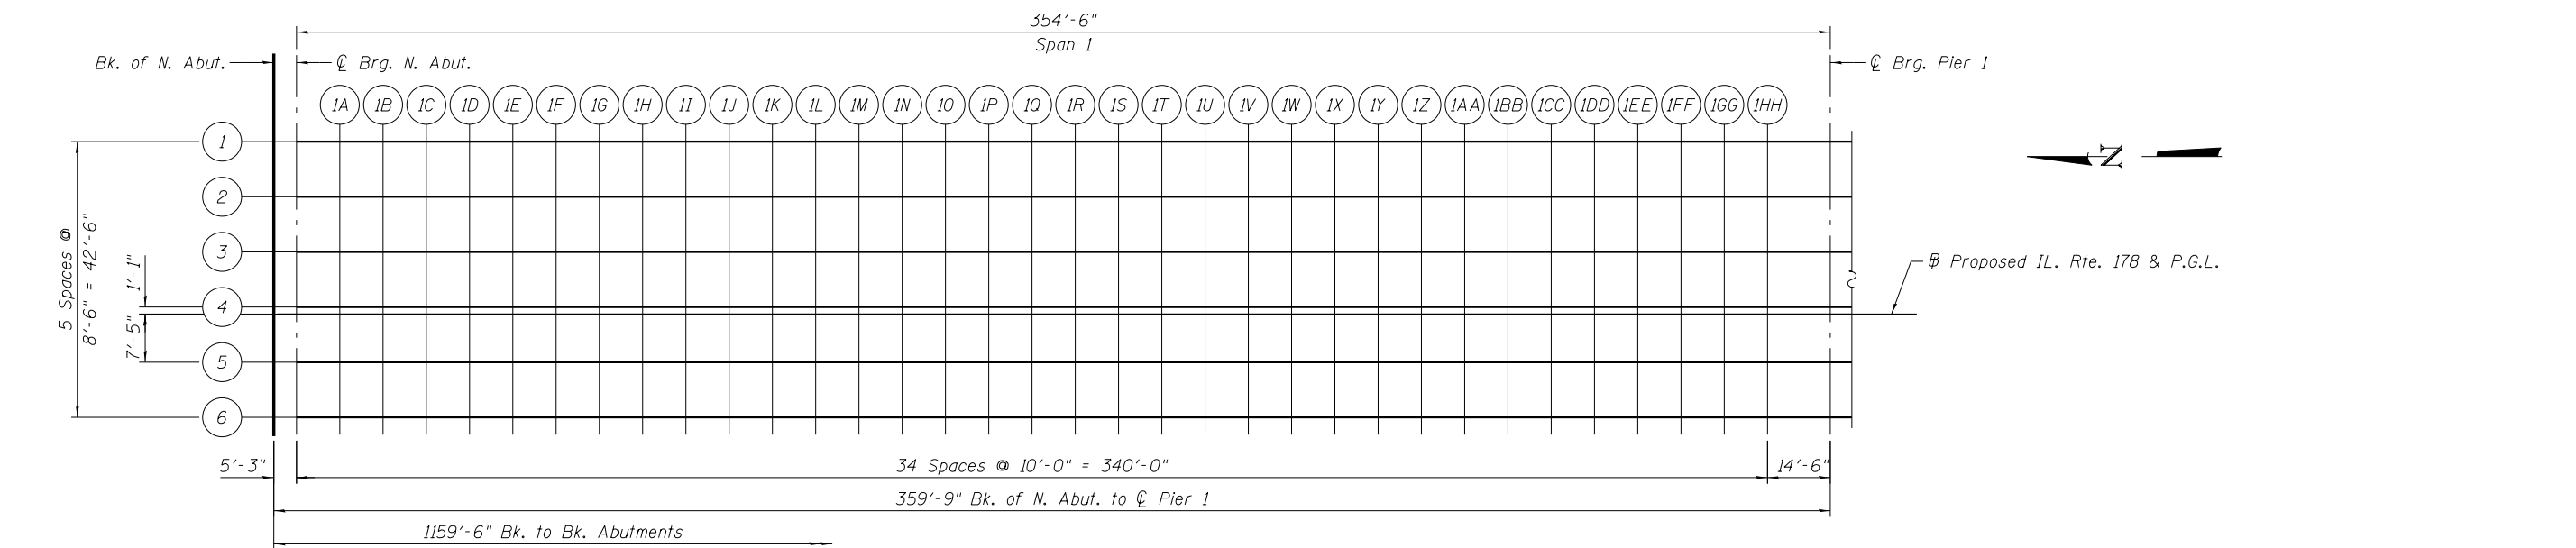 354'-6"
Span 1
Bk. of N. Abut.
℄ Brg. N. Abut.
℄ Brg. Pier 1
1A 1B 1C 1D 1E 1F 1G 1H 1I 1J 1K 1L 1M 1N 1O 1P 1Q 1R 1S 1T 1U 1V 1W 1X 1Y 1Z 1AA 1BB 1CC 1DD 1EE 1FF 1GG 1HH
1
2
3
4
5
6
5 Spaces @
8'-6" = 42'-6"
1'-1"
7'-5"
N
℄ Proposed IL. Rte. 178 & P.G.L.
5'-3"
34 Spaces @ 10'-0" = 340'-0"
14'-6"
359'-9" Bk. of N. Abut. to ℄ Pier 1
1159'-6" Bk. to Bk. Abutments